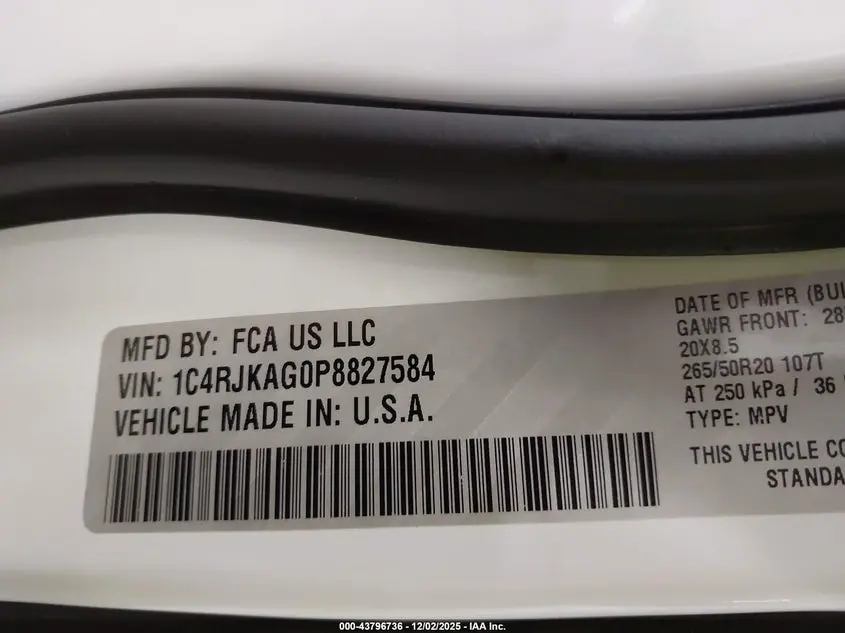 MFD BY: FCA US LLC
VIN: 1C4RJKAG0P8827584
VEHICLE MADE IN: U.S.A.
DATE OF MFR
GAWR FRONT:
20X8.5
265/50R20 107T
AT 250 kPa / 36
TYPE: MPV
THIS VEHICLE
000-43796736 - 12/02/2025 - IAA Inc.